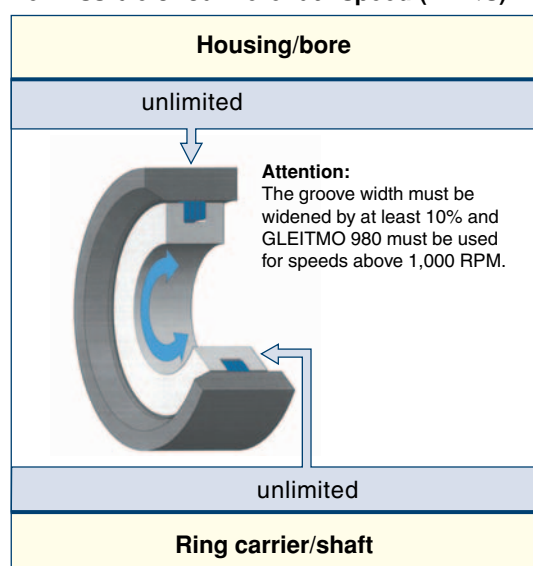 Housing/bore
unlimited
Attention:
The groove width must be
widened by at least 10% and
GLEITMO 980 must be used
for speeds above 1,000 RPM.
unlimited
Ring carrier/shaft